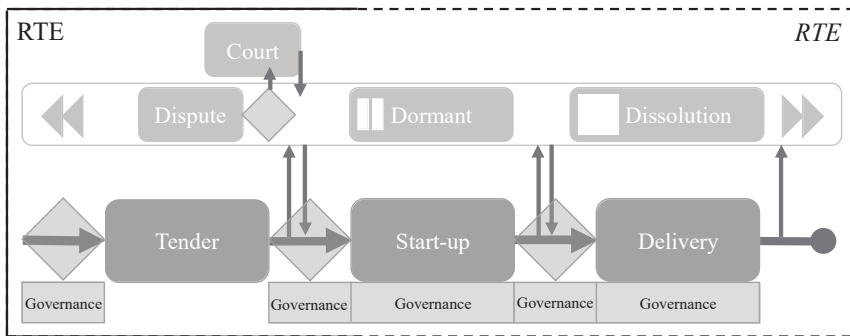 RTE
RTE
Court
Dispute
Dormant
Dissolution
Tender
Start-up
Delivery
Governance
Governance
Governance
Governance
Governance